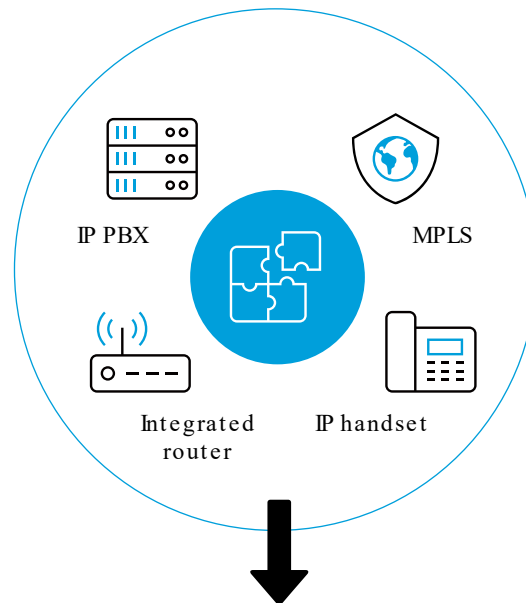 IP PBX
MPLS
Integrated
router
IP handset